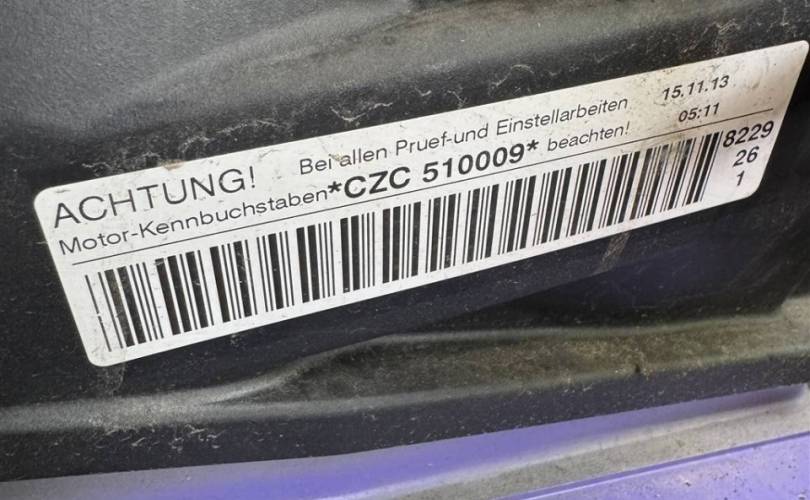 ACHTUNG! Bei allen Pruef-und Einstellarbeiten 15.11.13
Motor-Kennbuchstaben *CZC 510009* beachten! 05:11
8229
26
1